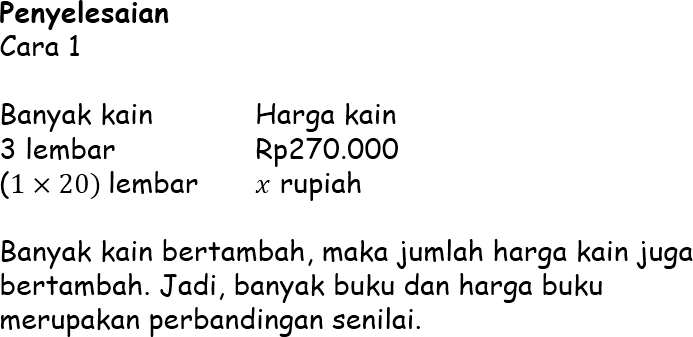 Penyelesaian
Cara 1
Banyak kain Harga kain
3 lembar Rp270.000
(1 × 20) lembar x rupiah
Banyak kain bertambah, maka jumlah harga kain juga
bertambah. Jadi, banyak buku dan harga buku
merupakan perbandingan senilai.